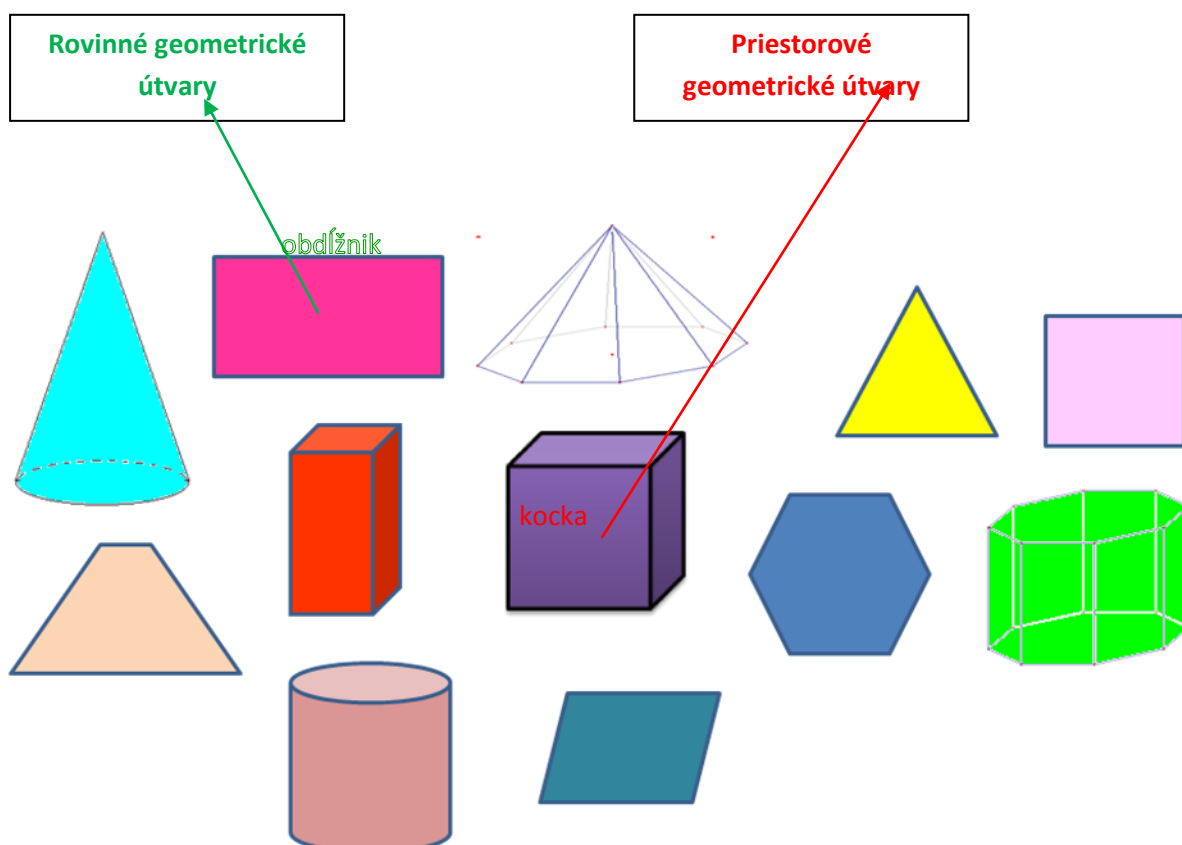 Rovinné geometrické
útvary
Priestorové
geometrické útvary
obdĺžnik
kocka